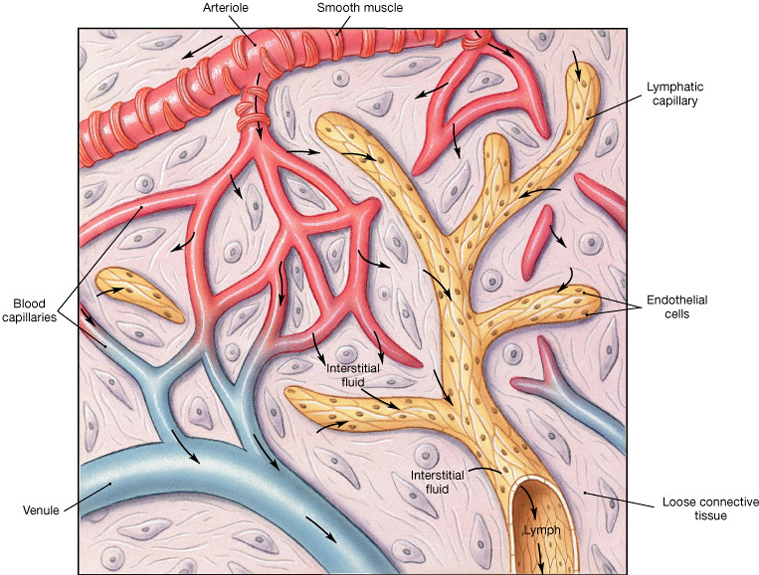 Arteriole
Smooth muscle
Lymphatic
capillary
Blood
capillaries
Endothelial
cells
Interstitial
fluid
Interstitial
fluid
Venule
Loose connective
tissue
Lymph